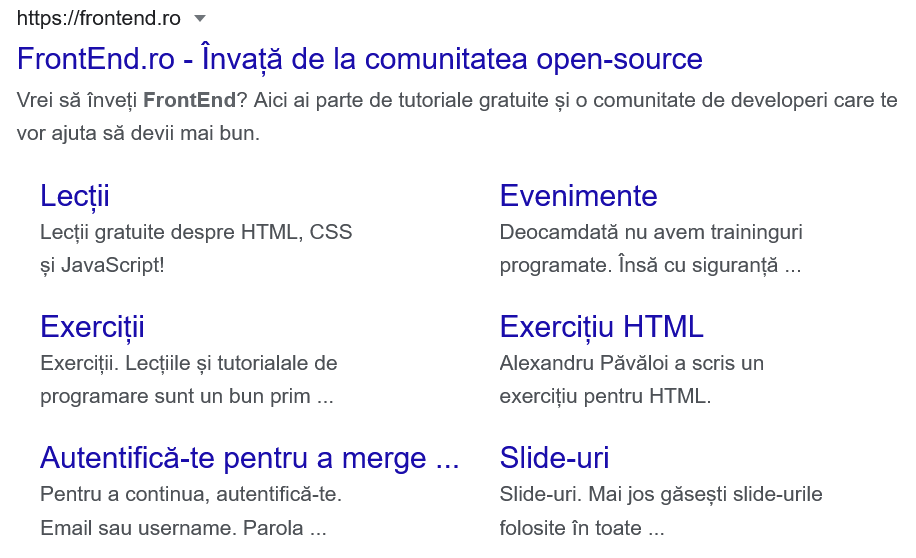 https://frontend.ro
FrontEnd.ro - Învață de la comunitatea open-source
Vrei să înveți FrontEnd? Aici ai parte de tutoriale gratuite și o comunitate de developeri care te
vor ajuta să devii mai bun.
Lecții
Lecții gratuite despre HTML, CSS
și JavaScript!
Evenimente
Deocamdată nu avem traininguri
programate. Însă cu siguranță ...
Exerciții
Exerciții. Lecțiile și tutorialale de
programare sunt un bun prim ...
Exercițiu HTML
Alexandru Păvăloi a scris un
exercițiu pentru HTML.
Autentifică-te pentru a merge ...
Pentru a continua, autentifică-te.
Email sau username. Parola ...
Slide-uri
Slide-uri. Mai jos găsești slide-urile
folosite în toate ...